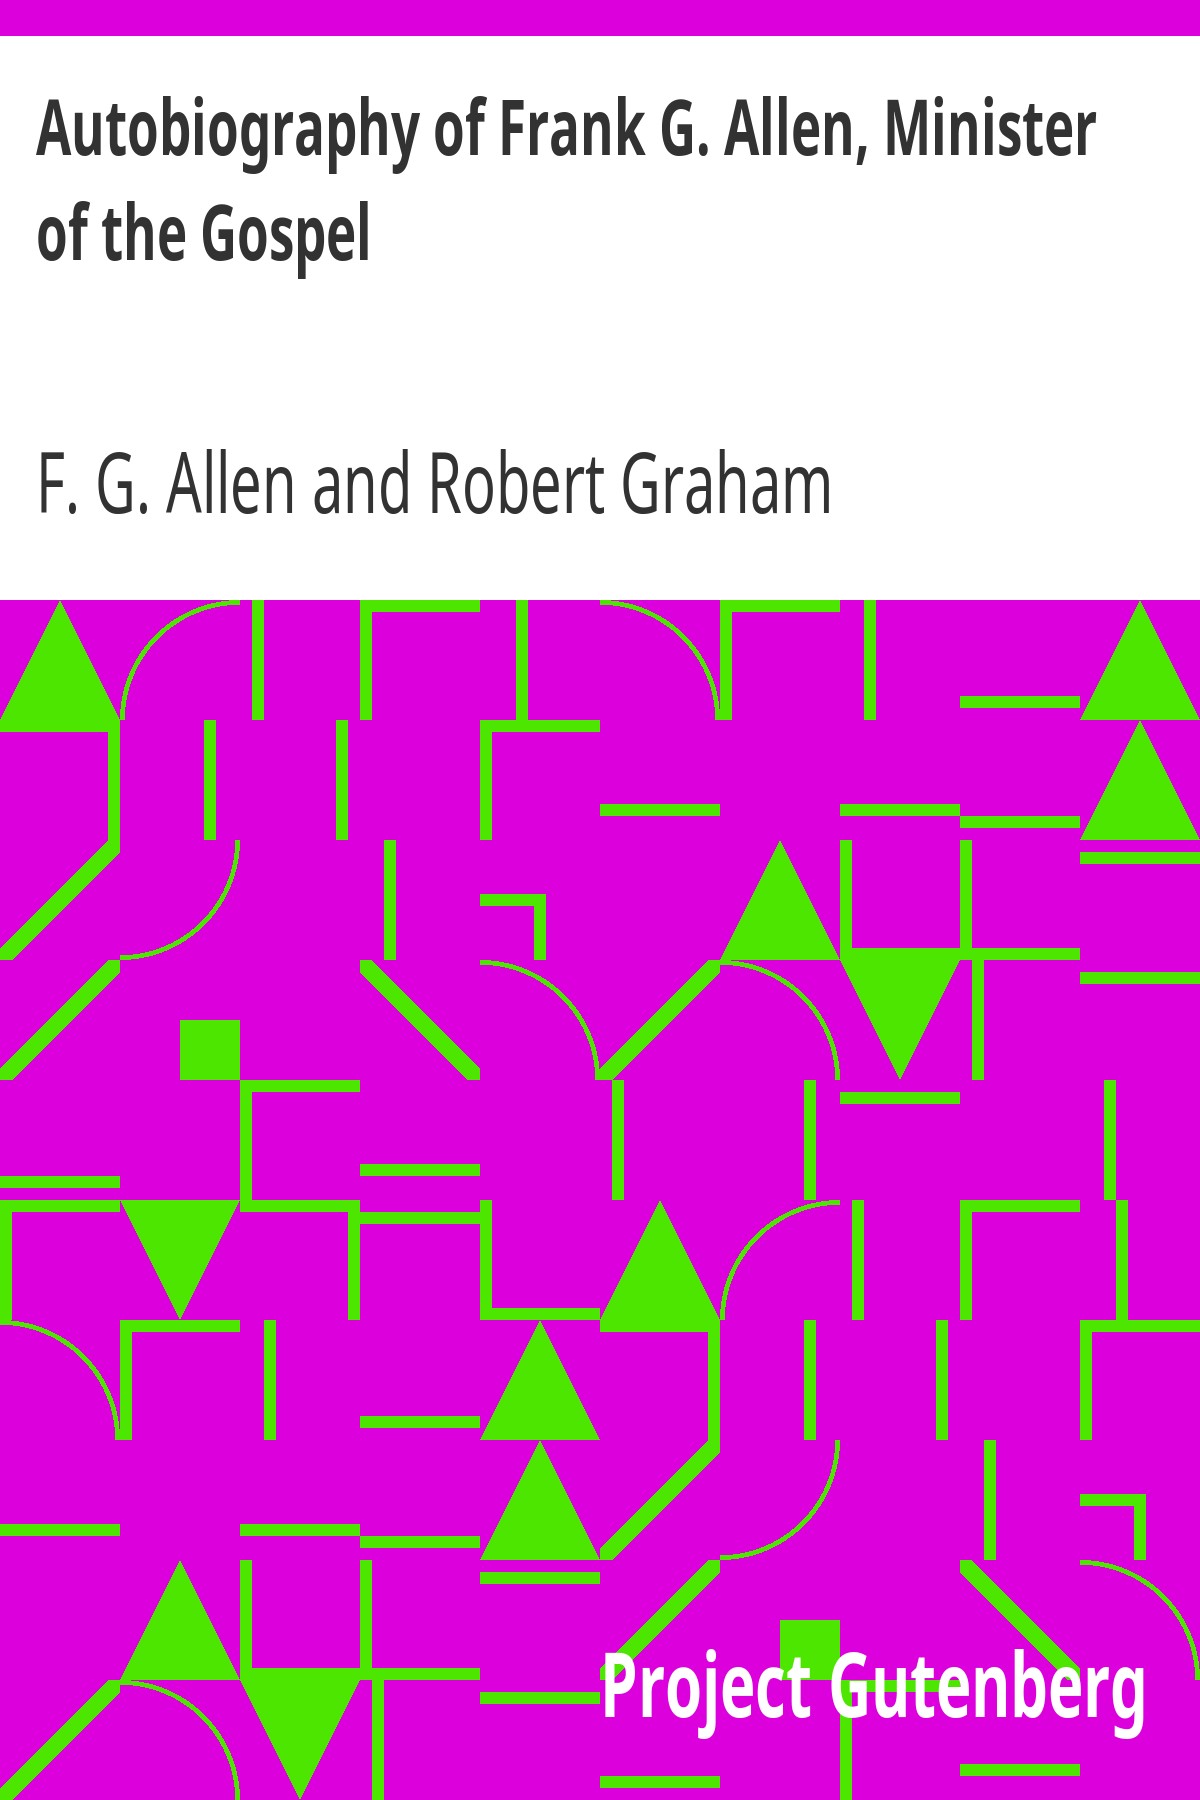 Autobiography of Frank G. Allen, Minister
of the Gospel
F. G. Allen and Robert Graham
Project Gutenberg